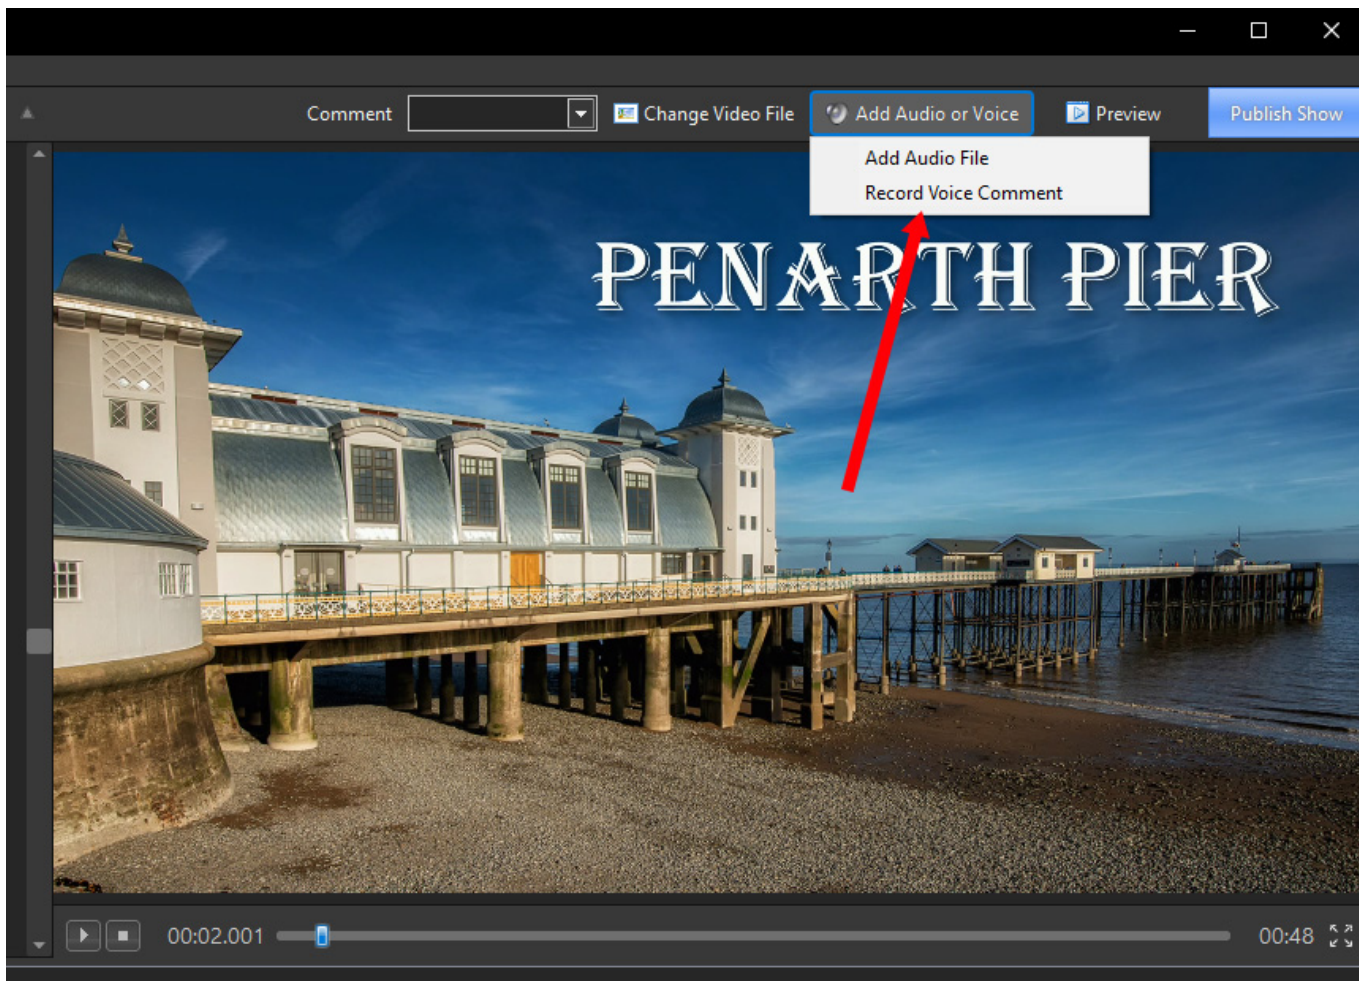 Comment Change Video File Add Audio or Voice Preview Publish Show
Add Audio File
Record Voice Comment
PENARTH PIER
00:02.001 00:48